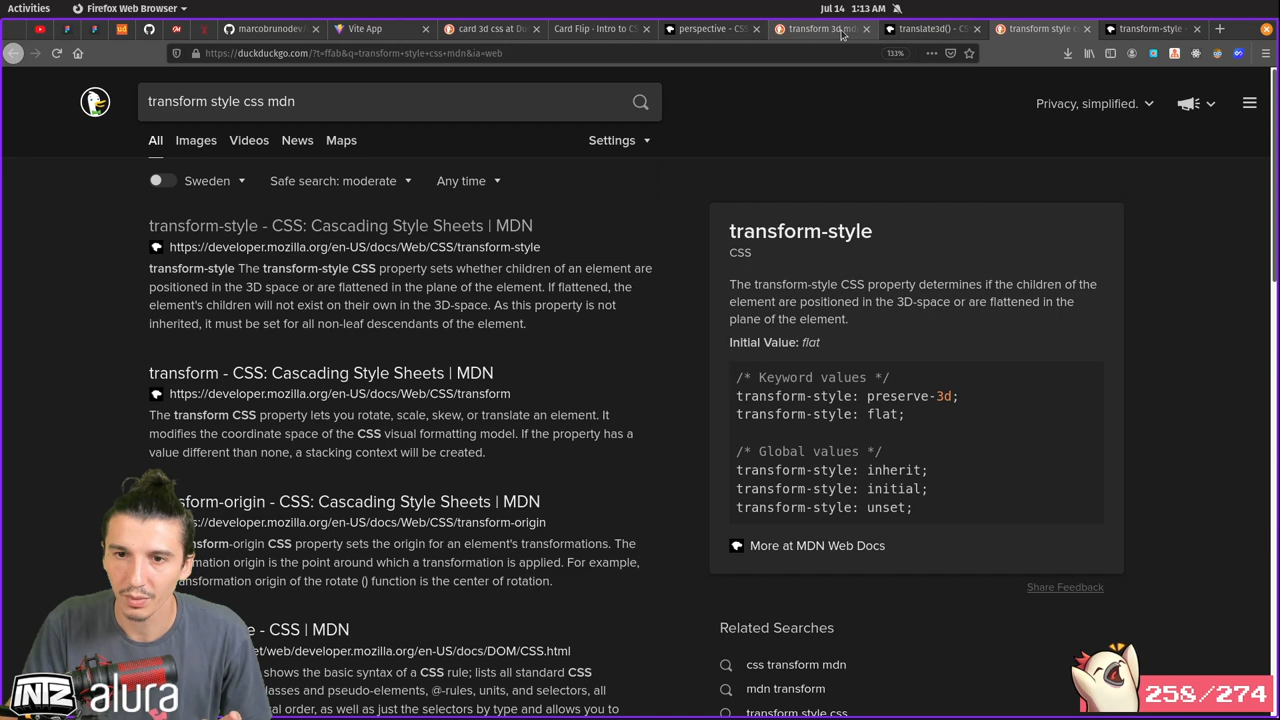 Activities
Firefox Web Browser
Jul 14 1:13 AM
marcobrunodev/
Vite App
card 3d css at Du
Card Flip - Intro to CS
perspective - CSS
transform 3d md
translate3d() - CS
transform style c
transform-style -
https://duckduckgo.com/?t=ffab&q=transform+style+css+mdn&ia=web
133%
transform style css mdn
Privacy, simplified.
All Images Videos News Maps Settings
Sweden Safe search: moderate Any time
transform-style - CSS: Cascading Style Sheets | MDN
https://developer.mozilla.org/en-US/docs/Web/CSS/transform-style
transform-style The transform-style CSS property sets whether children of an element are
positioned in the 3D space or are flattened in the plane of the element. If flattened, the
element's children will not exist on their own in the 3D-space. As this property is not
inherited, it must be set for all non-leaf descendants of the element.
transform - CSS: Cascading Style Sheets | MDN
https://developer.mozilla.org/en-US/docs/Web/CSS/transform
The transform CSS property lets you rotate, scale, skew, or translate an element. It
modifies the coordinate space of the CSS visual formatting model. If the property has a
value different than none, a stacking context will be created.
sform-origin - CSS: Cascading Style Sheets | MDN
s://developer.mozilla.org/en-US/docs/Web/CSS/transform-origin
form-origin CSS property sets the origin for an element's transformations. The
mation origin is the point around which a transformation is applied. For example,
sformation origin of the rotate () function is the center of rotation.
e - CSS | MDN
et/web/developer.mozilla.org/en-US/docs/DOM/CSS.html
shows the basic syntax of a CSS rule; lists all standard CSS
lasses and pseudo-elements, @-rules, units, and selectors, all
al order, as well as just the selectors by type and allows you to
transform-style
CSS
The transform-style CSS property determines if the children of the
element are positioned in the 3D-space or are flattened in the
plane of the element.
Initial Value: flat
/* Keyword values */
transform-style: preserve-3d;
transform-style: flat;
/* Global values */
transform-style: inherit;
transform-style: initial;
transform-style: unset;
More at MDN Web Docs
Share Feedback
Related Searches
css transform mdn
mdn transform
transform style css
INTZ alura
258/274